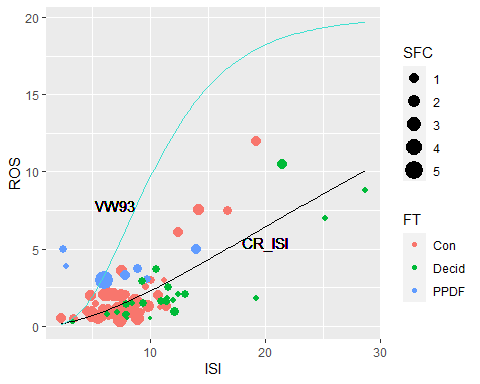 20
15
10
5
0
ROS
VW93
CR_ISI
10
20
30
ISI
SFC
1
2
3
4
5
FT
Con
Decid
PPDF